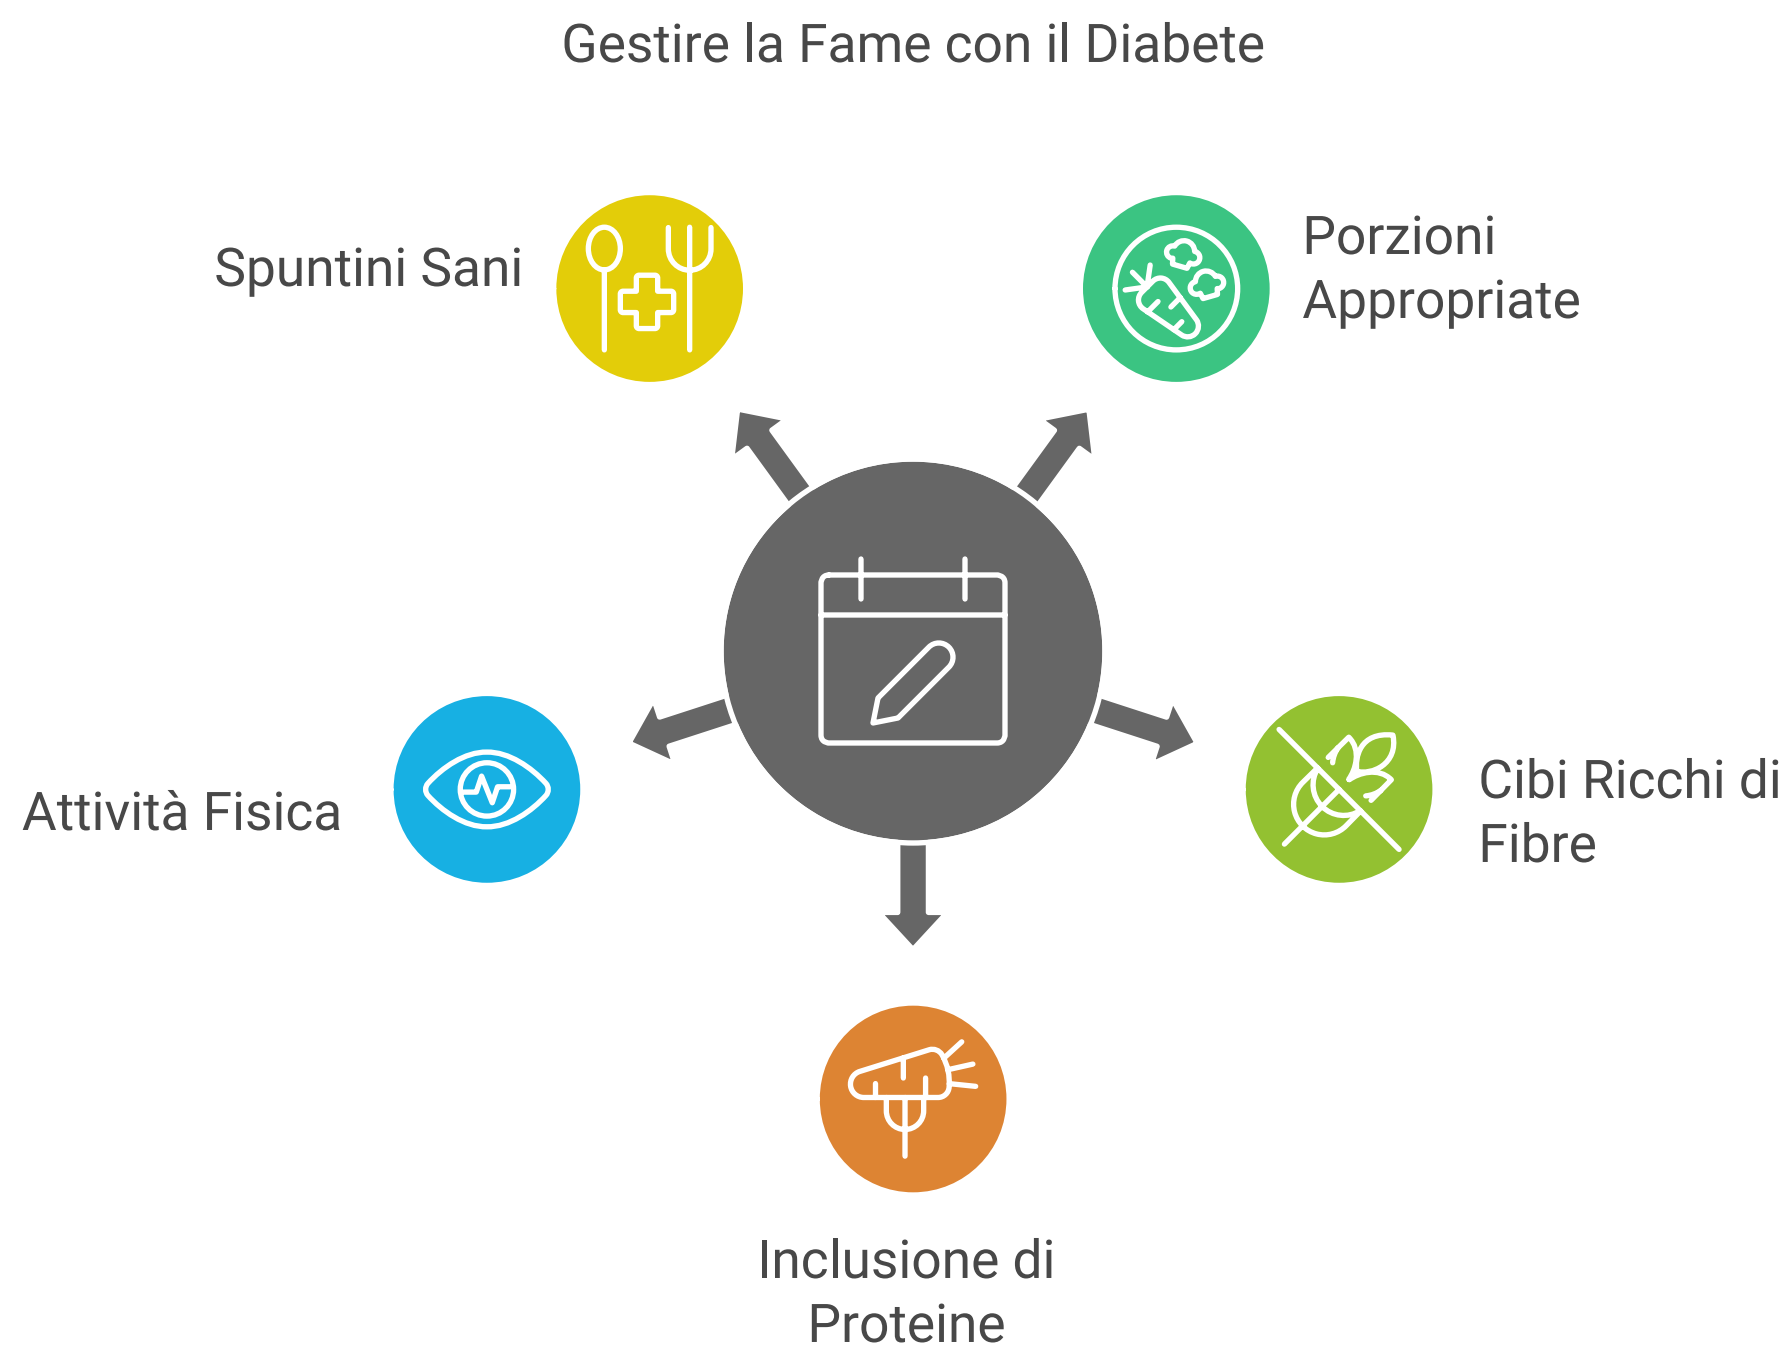 Gestire la Fame con il Diabete
Spuntini Sani
Porzioni
Appropriate
Attività Fisica
Cibi Ricchi di
Fibre
Inclusione di
Proteine